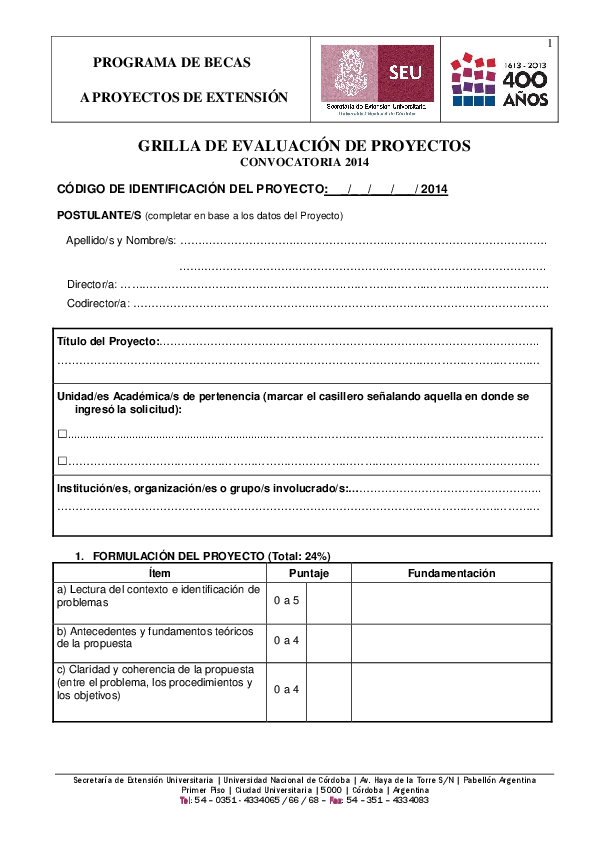 1
PROGRAMA DE BECAS
A PROYECTOS DE EXTENSIÓN
SEU
Secretaría de Extensión Universitaria
Universidad Nacional de Córdoba
1613 - 2013
400
AÑOS
GRILLA DE EVALUACIÓN DE PROYECTOS
CONVOCATORIA 2014
CÓDIGO DE IDENTIFICACIÓN DEL PROYECTO:___/___/___/___/ 2014
POSTULANTE/S (completar en base a los datos del Proyecto)
Apellido/s y Nombre/s: ……………………………………………………………………………………….
……………………………………………………………………………………….
Director/a: …………………………………………………………………………………………………….
Codirector/a: ………………………………………………………………………………………………….
Título del Proyecto:…………………………………………………………………………………………..
……………………………………………………………………………………………………………………
Unidad/es Académica/s de pertenencia (marcar el casillero señalando aquella en donde se
ingresó la solicitud):
☐……………………………………………………………………………………………………………………
☐……………………………………………………………………………………………………………………
Institución/es, organización/es o grupo/s involucrado/s:…………………………………………..
……………………………………………………………………………………………………………………
1. FORMULACIÓN DEL PROYECTO (Total: 24%)
Ítem Puntaje Fundamentación
a) Lectura del contexto e identificación de
problemas
0 a 5
b) Antecedentes y fundamentos teóricos
de la propuesta
0 a 4
c) Claridad y coherencia de la propuesta
(entre el problema, los procedimientos y
los objetivos)
0 a 4
Secretaría de Extensión Universitaria | Universidad Nacional de Córdoba | Av. Haya de la Torre S/N | Pabellón Argentina
Primer Piso | Ciudad Universitaria | 5000 | Córdoba | Argentina
Tel: 54 – 0351 - 4334065 / 66 / 68 – Fax: 54 – 351 – 4334083